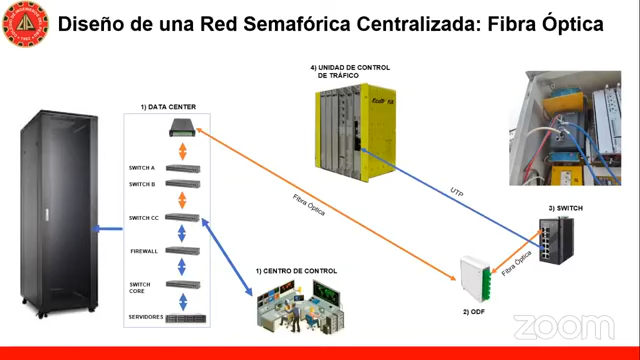 Diseño de una Red Semafórica Centralizada: Fibra Óptica
4) UNIDAD DE CONTROL
DE TRÁFICO
1) DATA CENTER
SWITCH A
SWITCH B
SWITCH CC
FIREWALL
SWITCH
CORE
SERVIDORES
1) CENTRO DE CONTROL
Fibra Óptica
UTP
3) SWITCH
Fibra Óptica
2) ODF
zoom